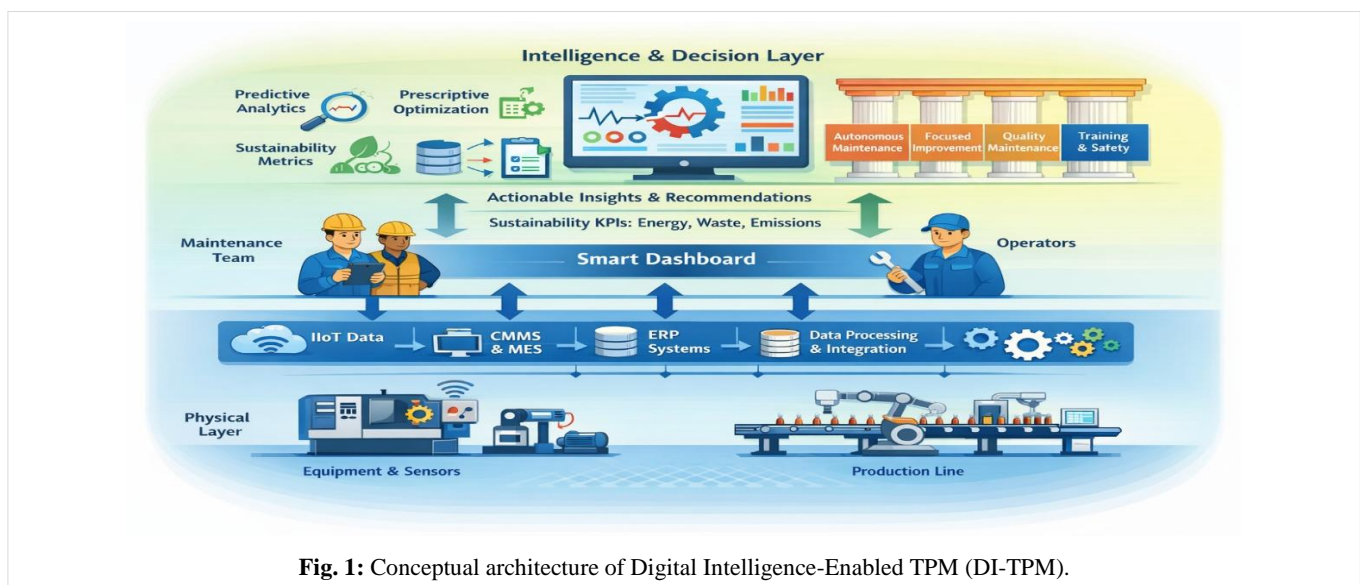 Intelligence & Decision Layer
Predictive
Analytics
Prescriptive
Optimization
Sustainability
Metrics
CO₂
Autonomous
Maintenance
Focused
Improvement
Quality
Maintenance
Training
& Safety
Actionable Insights & Recommendations
Sustainability KPIs: Energy, Waste, Emissions
Maintenance
Team
Smart Dashboard
Operators
IIoT Data
CMMS
& MES
ERP
Systems
Data Processing
& Integration
Physical
Layer
Equipment & Sensors
Production Line
Fig. 1: Conceptual architecture of Digital Intelligence-Enabled TPM (DI-TPM).